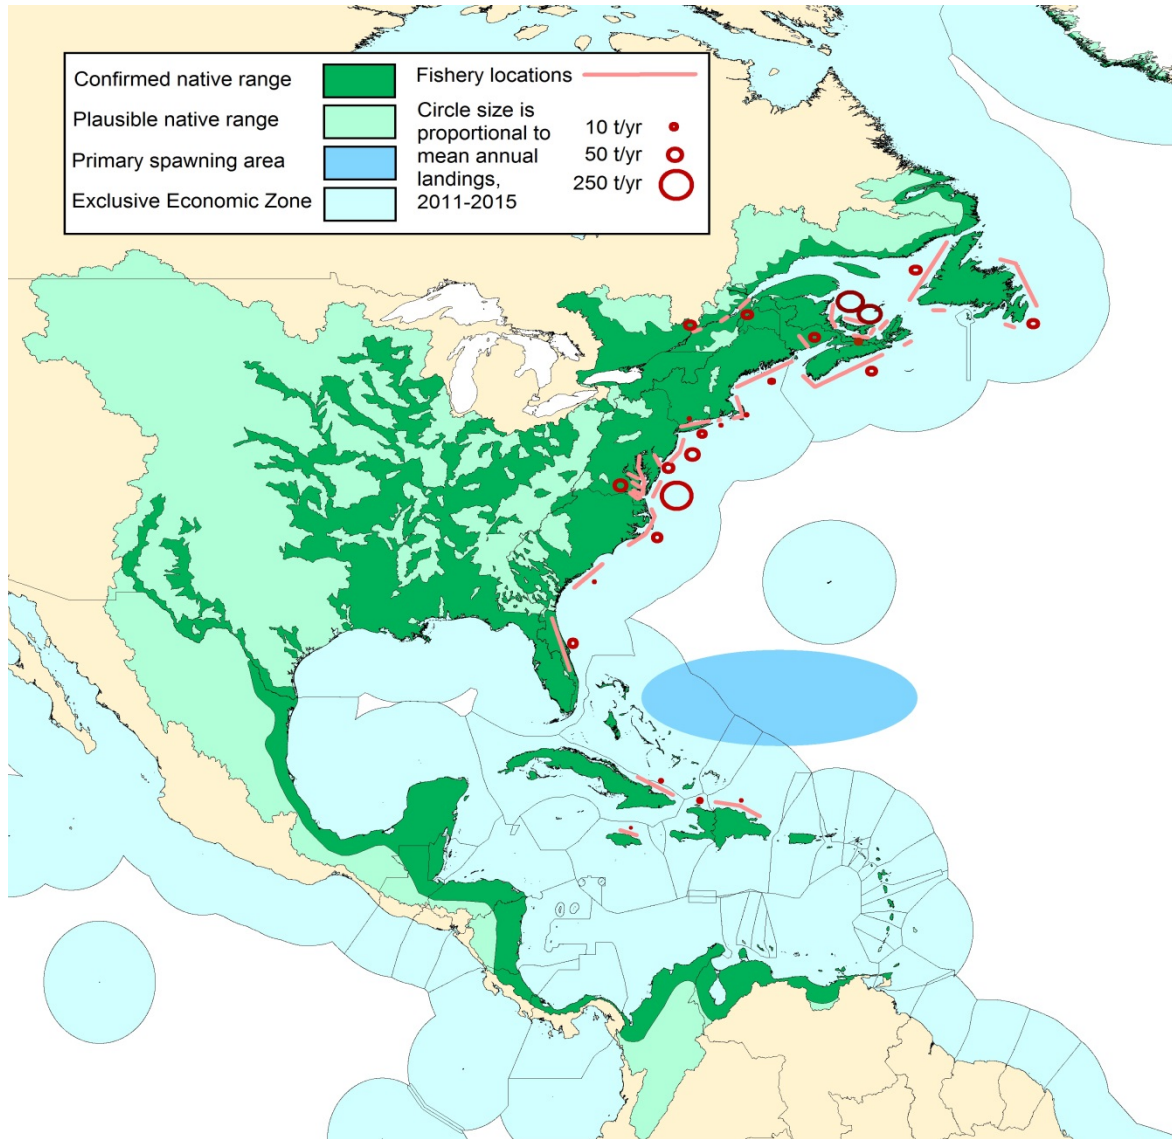 Confirmed native range
Plausible native range
Primary spawning area
Exclusive Economic Zone
Fishery locations
Circle size is
proportional to
mean annual
landings,
2011-2015
10 t/yr
50 t/yr
250 t/yr